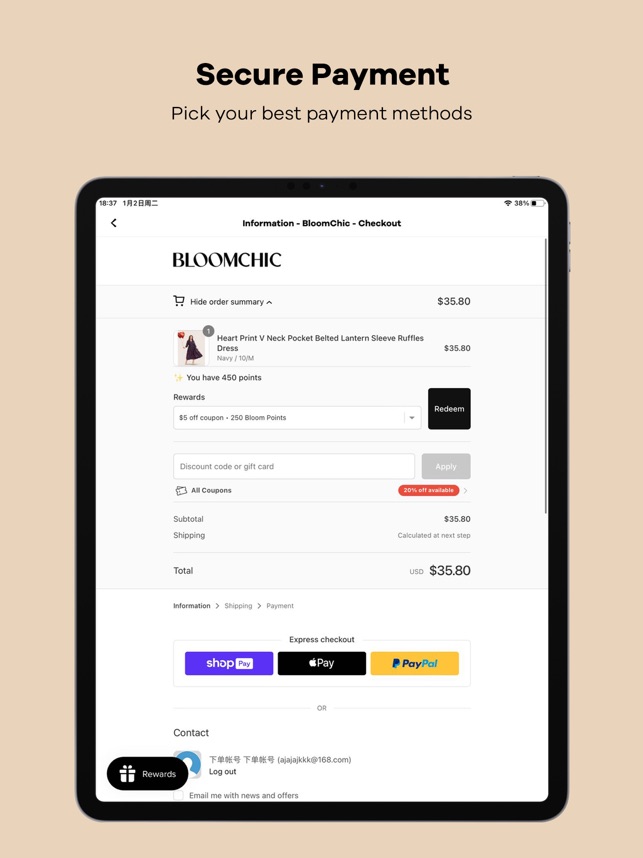 Secure Payment
Pick your best payment methods
18:37 1月2日周二
38%
Information - BloomChic - Checkout
BLOOMCHIC
Hide order summary
$35.80
1
Heart Print V Neck Pocket Belted Lantern Sleeve Ruffles
Dress
$35.80
Navy / 10/M
You have 450 points
Rewards
$5 off coupon • 250 Bloom Points
Redeem
Discount code or gift card
Apply
All Coupons
20% off available
Subtotal
$35.80
Shipping
Calculated at next step
Total
USD $35.80
Information
Shipping
Payment
Express checkout
shop Pay
Pay
PayPal
OR
Contact
下单帐号 下单帐号 (ajajajkkk@168.com)
Log out
Rewards
Email me with news and offers